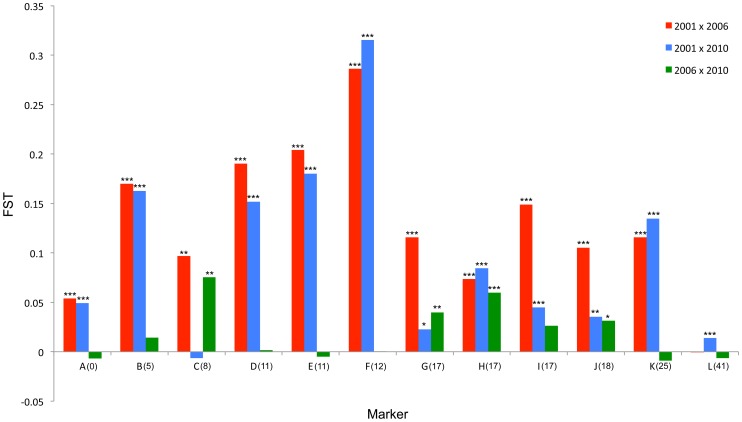 0.35
0.3
0.25
0.2
0.15
0.1
0.05
0
-0.05
FST
2001 x 2006
2001 x 2010
2006 x 2010
*** *** *** *** ** ** *** *** *** *** *** *** *** * ** *** *** *** *** *** *** ** * *** *** ***
A(0) B(5) C(8) D(11) E(11) F(12) G(17) H(17) I(17) J(18) K(25) L(41)
Marker